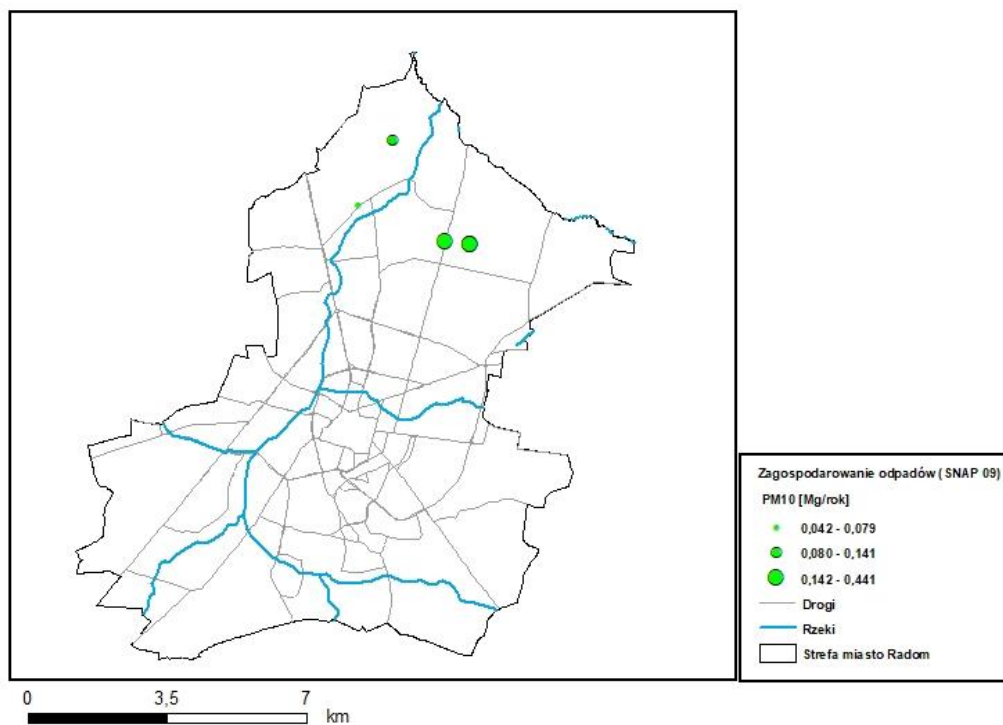 Zagospodarowanie odpadów ( SNAP 09)
PM10 [Mg/rok]
0,042 - 0,079
0,080 - 0,141
0,142 - 0,441
Drogi
Rzeki
Strefa miasto Radom
0 3,5 7
km